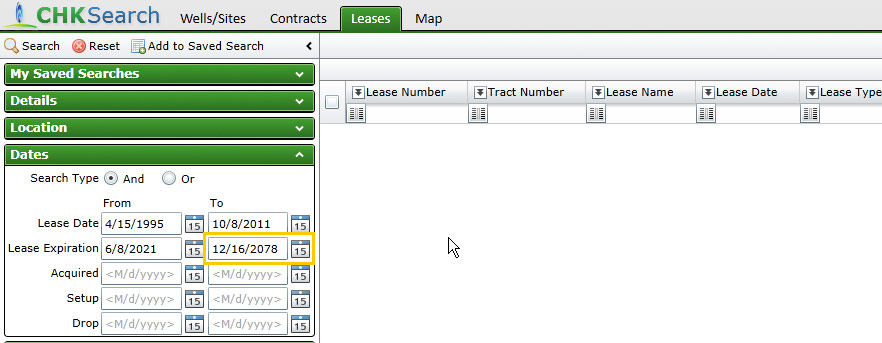 CHKSearch Wells/Sites Contracts Leases Map
Search Reset Add to Saved Search
My Saved Searches
Details
Location
Dates
Search Type And Or
From To
Lease Date 4/15/1995 15 10/8/2011 15
Lease Expiration 6/8/2021 15 12/16/2078 15
Acquired <M/d/yyyy> 15 <M/d/yyyy> 15
Setup <M/d/yyyy> 15 <M/d/yyyy> 15
Drop <M/d/yyyy> 15 <M/d/yyyy> 15
Lease Number Tract Number Lease Name Lease Date Lease Type